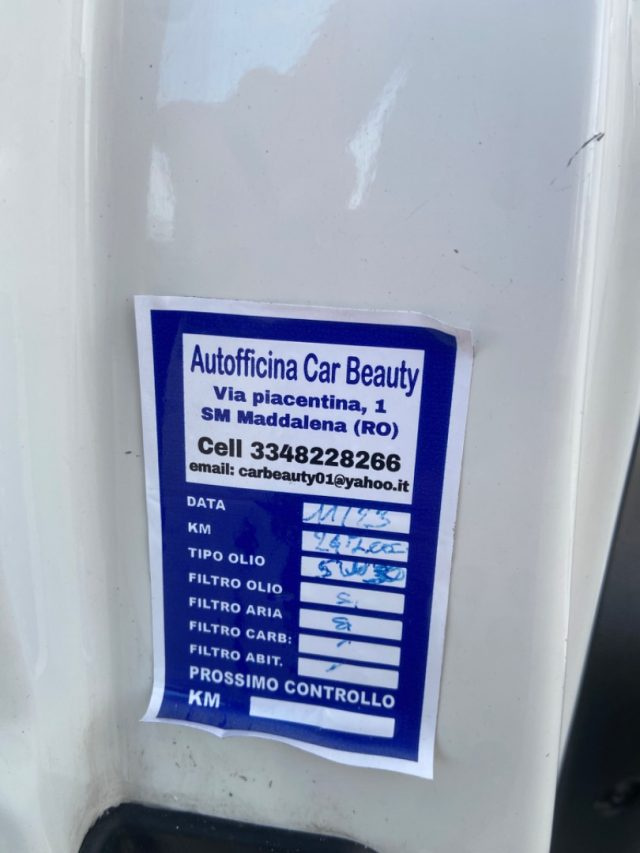 Autofficina Car Beauty
Via piacentina, 1
SM Maddalena (RO)
Cell 3348228266
email: carbeauty01@yahoo.it
DATA 11/23
KM
TIPO OLIO 5W30
FILTRO OLIO
FILTRO ARIA
FILTRO CARB:
FILTRO ABIT.
PROSSIMO CONTROLLO
KM